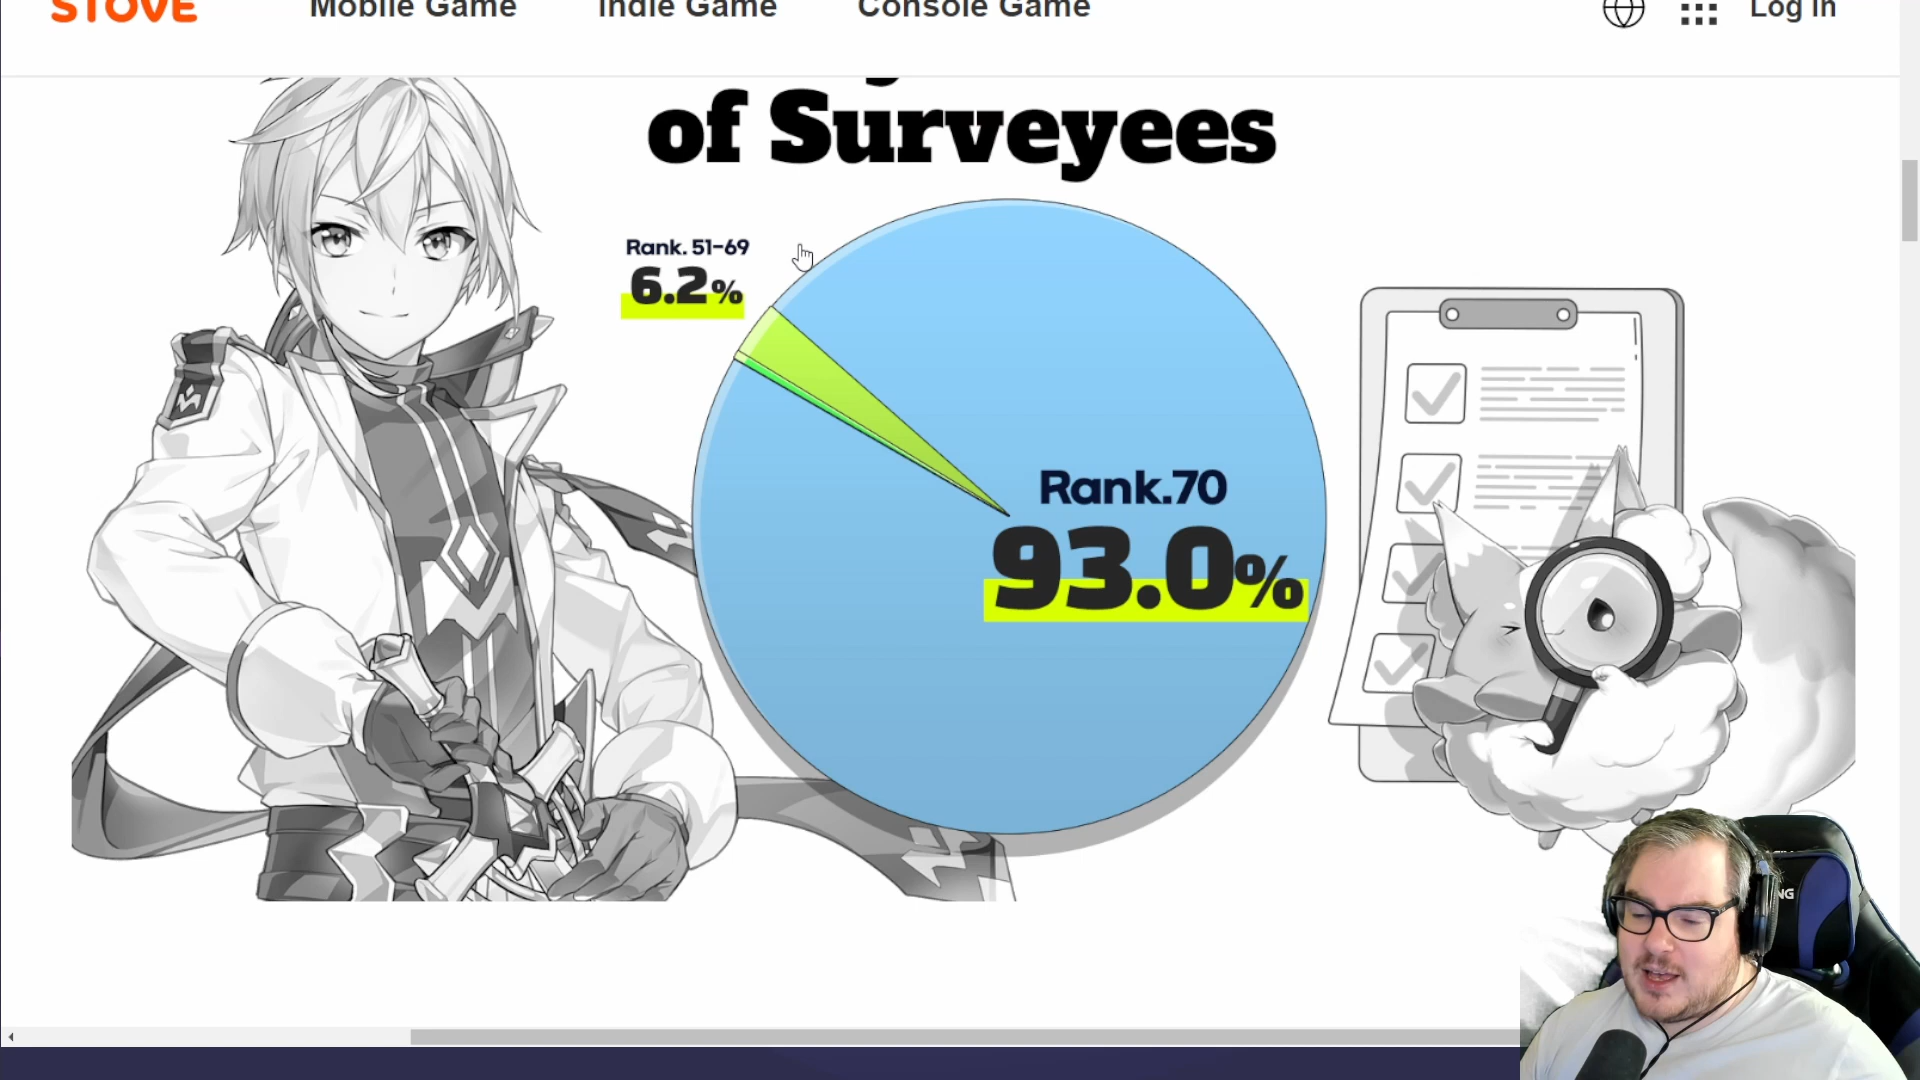 STOVE
Mobile Game
Indie Game
Console Game
Log in
of Surveyees
Rank. 51-69
6.2%
Rank.70
93.0%
NG